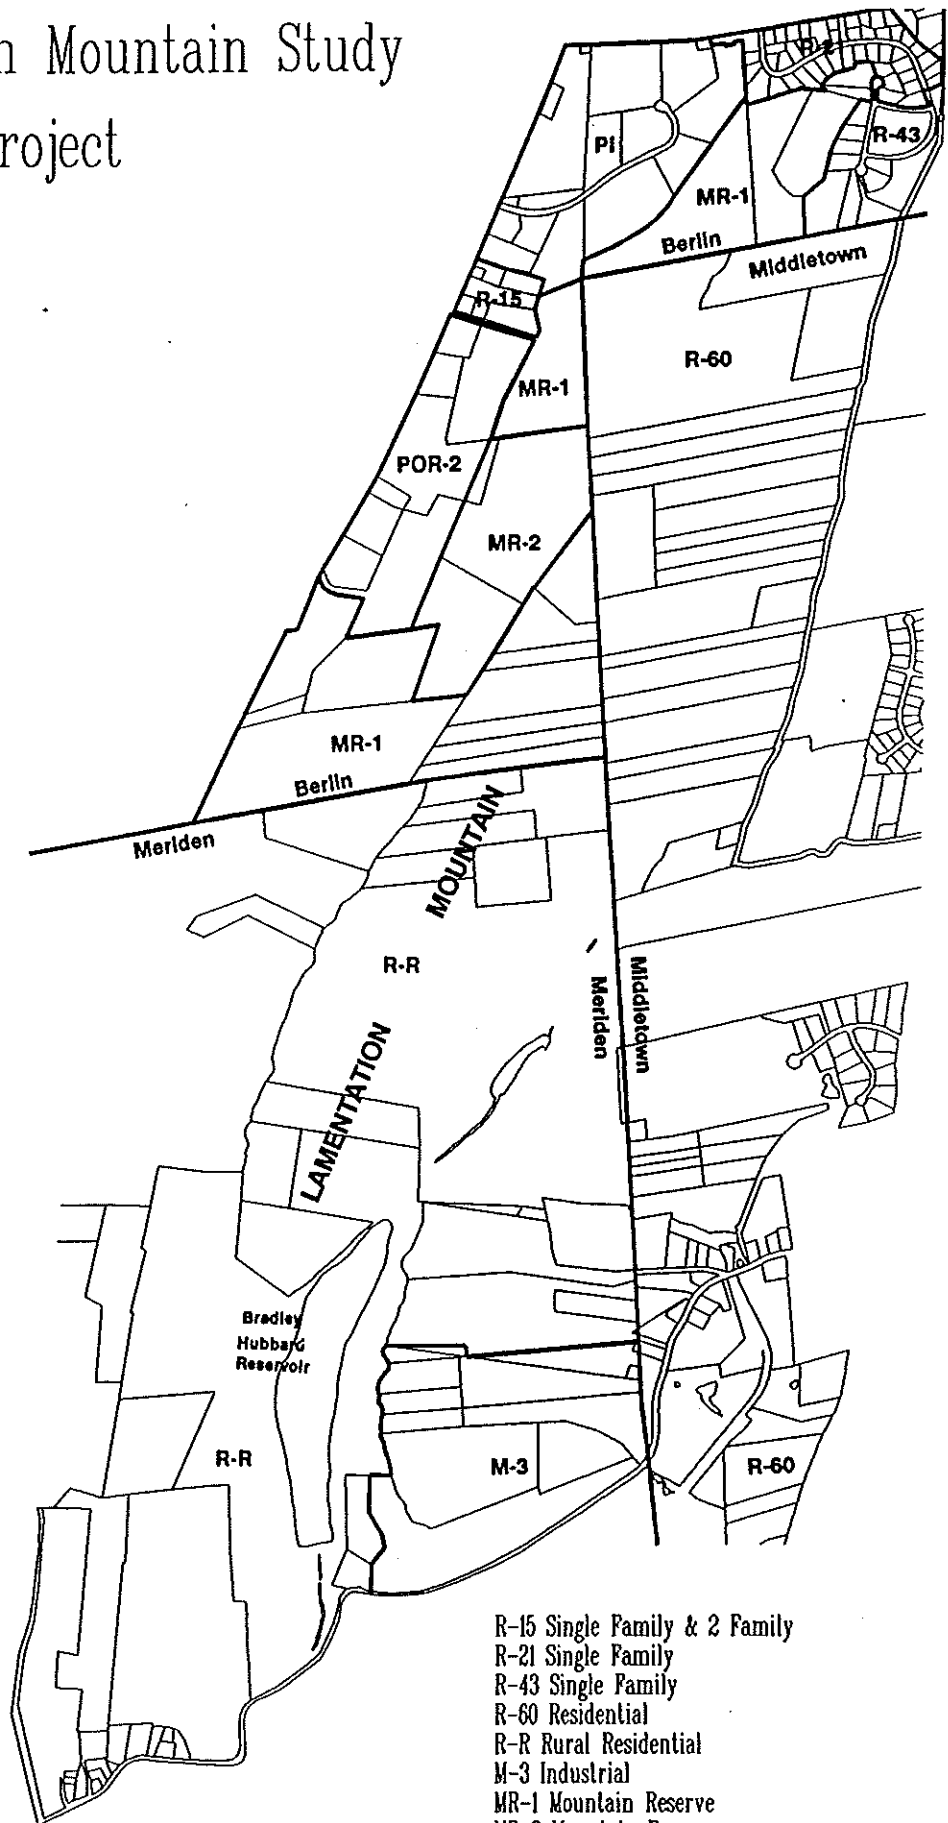 Mountain Study
PI
R-43
MR-1
Berlin
Middletown
R-15
R-60
MR-1
POR-2
MR-2
MR-1
Berlin
Meriden
MOUNTAIN
R-R
Meriden
Middletown
LAMENTATION
Bradley
Hubbard
Reservoir
R-R
M-3
R-60
R-15 Single Family & 2 Family
R-21 Single Family
R-43 Single Family
R-60 Residential
R-R Rural Residential
M-3 Industrial
MR-1 Mountain Reserve